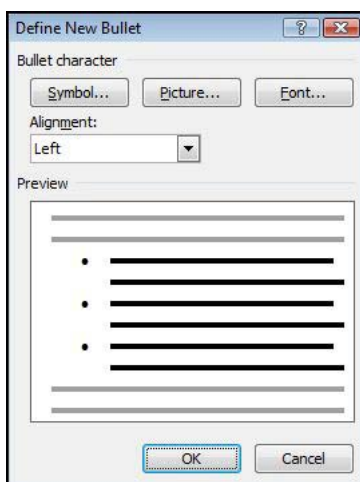 Define New Bullet
Bullet character
Symbol... Picture... Font...
Alignment:
Left
Preview
OK Cancel